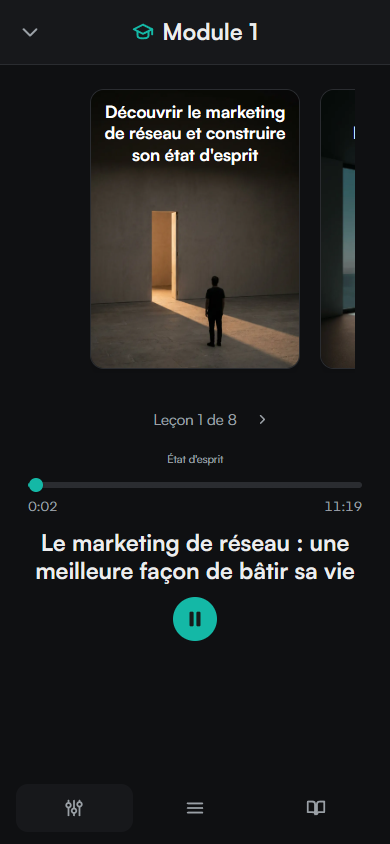 Module 1
Découvrir le marketing
de réseau et construire
son état d'esprit
Leçon 1 de 8
État d'esprit
0:02
11:19
Le marketing de réseau : une
meilleure façon de bâtir sa vie